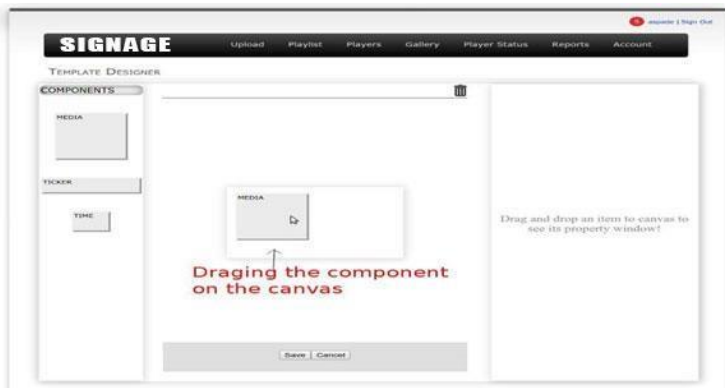 5 aspade | Sign Out
SIGNAGE Upload Playlist Players Gallery Player Status Reports Account
TEMPLATE DESIGNER
COMPONENTS
MEDIA
TICKER
TIME
MEDIA
Draging the component
on the canvas
Save Cancel
Drag and drop an item to canvas to
see its property window!